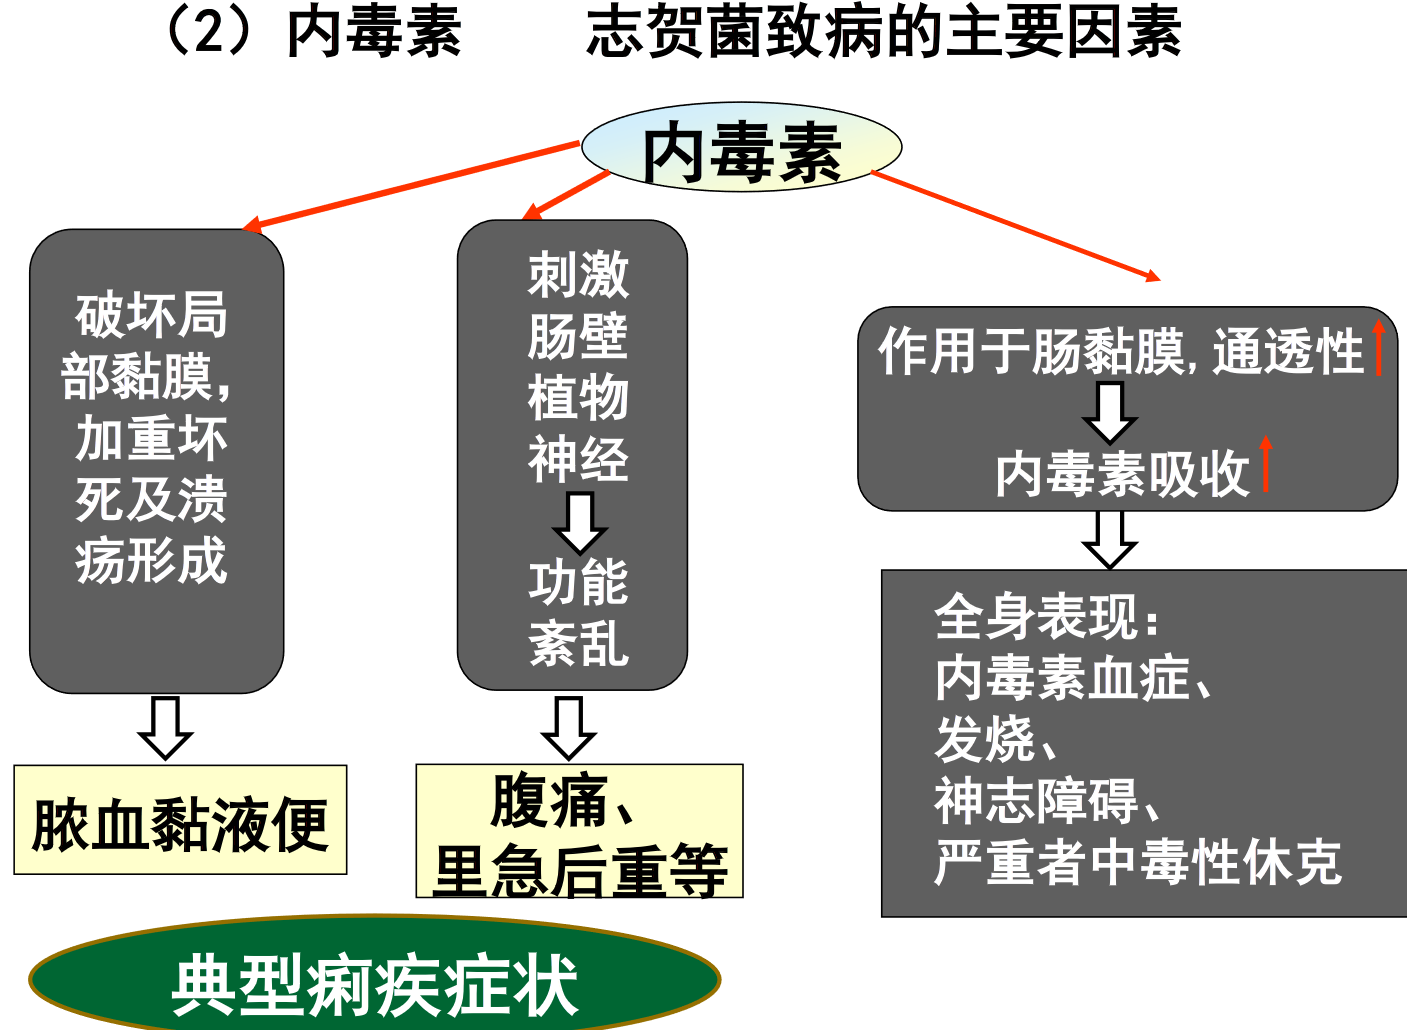 （2）内毒素 志贺菌致病的主要因素
内毒素
破坏局
部黏膜，
加重坏
死及溃
疡形成
脓血黏液便
刺激
肠壁
植物
神经
功能
紊乱
腹痛、
里急后重等
典型痢疾症状
作用于肠黏膜, 通透性
内毒素吸收
全身表现：
内毒素血症、
发烧、
神志障碍、
严重者中毒性休克